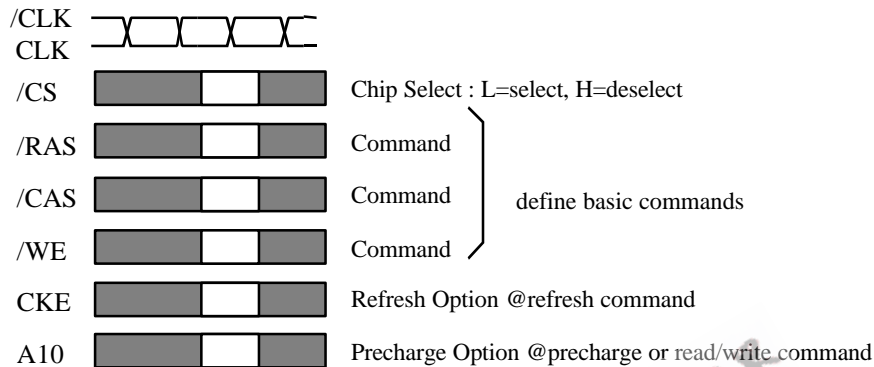 /CLK
CLK
/CS Chip Select : L=select, H=deselect
/RAS Command
/CAS Command define basic commands
/WE Command
CKE Refresh Option @refresh command
A10 Precharge Option @precharge or read/write command